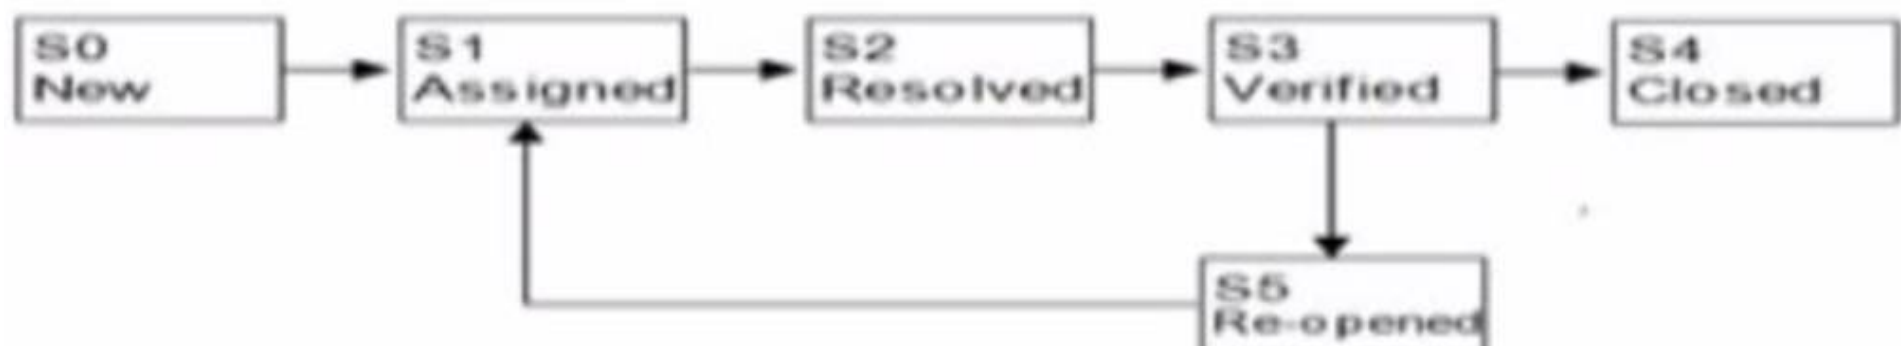 S0
New
S1
Assigned
S2
Resolved
S3
Verified
S4
Closed
S5
Re-opened